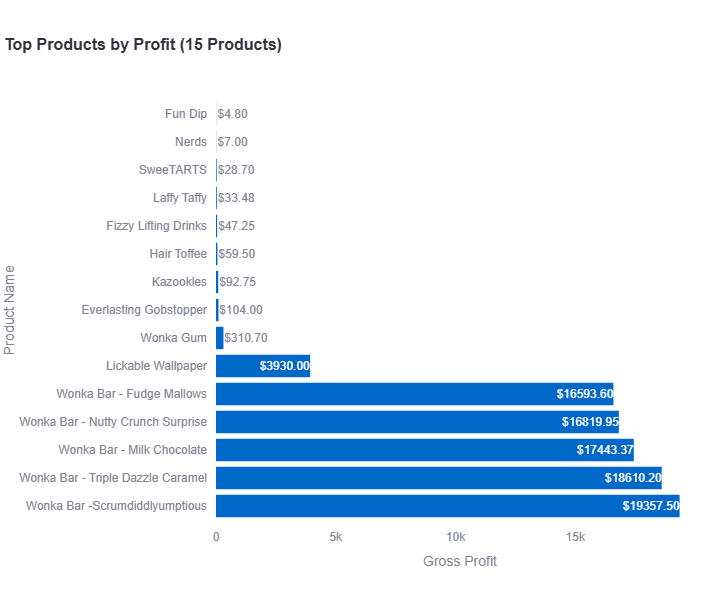 Top Products by Profit (15 Products)
Product Name
Fun Dip $4.80
Nerds $7.00
SweeTARTS $28.70
Laffy Taffy $33.48
Fizzy Lifting Drinks $47.25
Hair Toffee $59.50
Kazookles $92.75
Everlasting Gobstopper $104.00
Wonka Gum $310.70
Lickable Wallpaper $3930.00
Wonka Bar - Fudge Mallows $16593.60
Wonka Bar - Nutty Crunch Surprise $16819.95
Wonka Bar - Milk Chocolate $17443.37
Wonka Bar - Triple Dazzle Caramel $18610.20
Wonka Bar -Scrumdiddlyumptious $19357.50
0 5k 10k 15k
Gross Profit